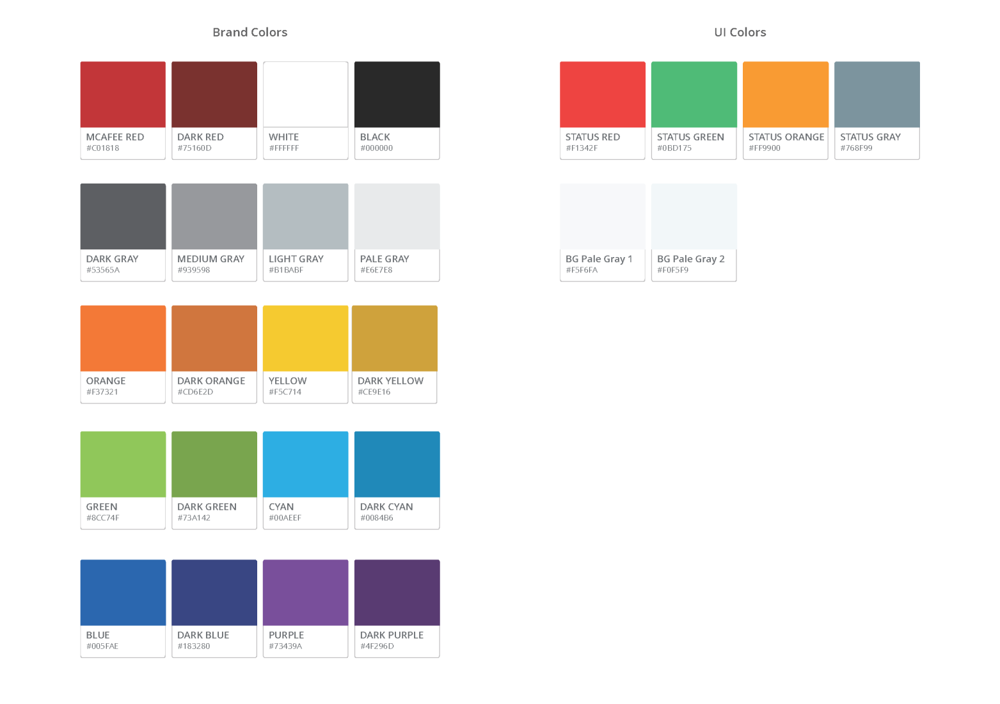 Brand Colors
MCAFEE RED
#C01818
DARK RED
#75160D
WHITE
#FFFFFF
BLACK
#000000
DARK GRAY
#53565A
MEDIUM GRAY
#939598
LIGHT GRAY
#B1BABF
PALE GRAY
#E6E7E8
ORANGE
#F37321
DARK ORANGE
#CD6E2D
YELLOW
#F5C714
DARK YELLOW
#CE9E16
GREEN
#8CC74F
DARK GREEN
#73A142
CYAN
#00AEEF
DARK CYAN
#0084B6
BLUE
#005FAE
DARK BLUE
#183280
PURPLE
#73439A
DARK PURPLE
#4F296D
UI Colors
STATUS RED
#F1342F
STATUS GREEN
#0BD175
STATUS ORANGE
#FF9900
STATUS GRAY
#768F99
BG Pale Gray 1
#F5F6FA
BG Pale Gray 2
#F0F5F9